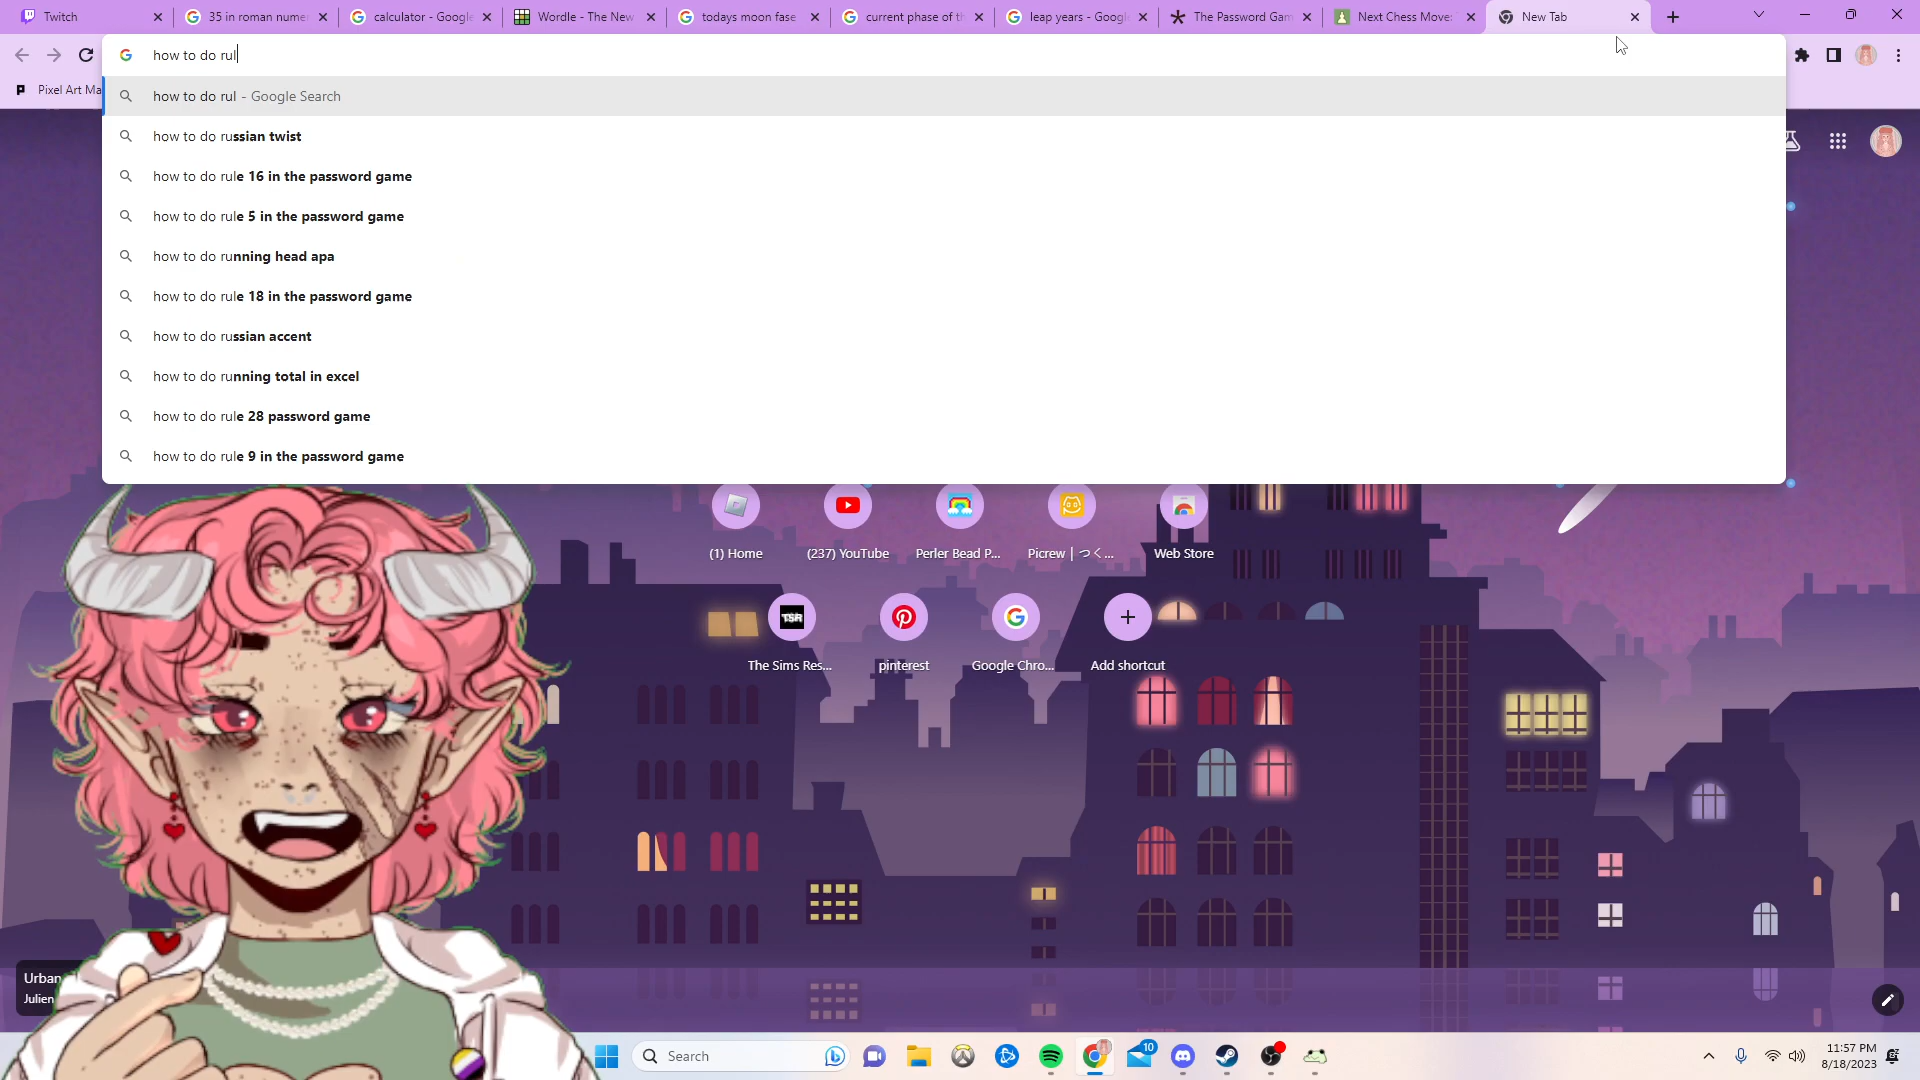 Twitch
35 in roman nume
calculator - Google
Wordle - The New
todays moon fase
current phase of th
leap years - Googl
The Password Gam
Next Chess Move:
New Tab
how to do rul
Pixel Art Ma
how to do rul - Google Search
how to do russian twist
how to do rule 16 in the password game
how to do rule 5 in the password game
how to do running head apa
how to do rule 18 in the password game
how to do russian accent
how to do running total in excel
how to do rule 28 password game
how to do rule 9 in the password game
(1) Home
(237) YouTube
Perler Bead P...
Picrew | つく...
Web Store
TSR
The Sims Res...
pinterest
Google Chro...
Add shortcut
Urban
Julien
Search
10
11:57 PM
8/18/2023